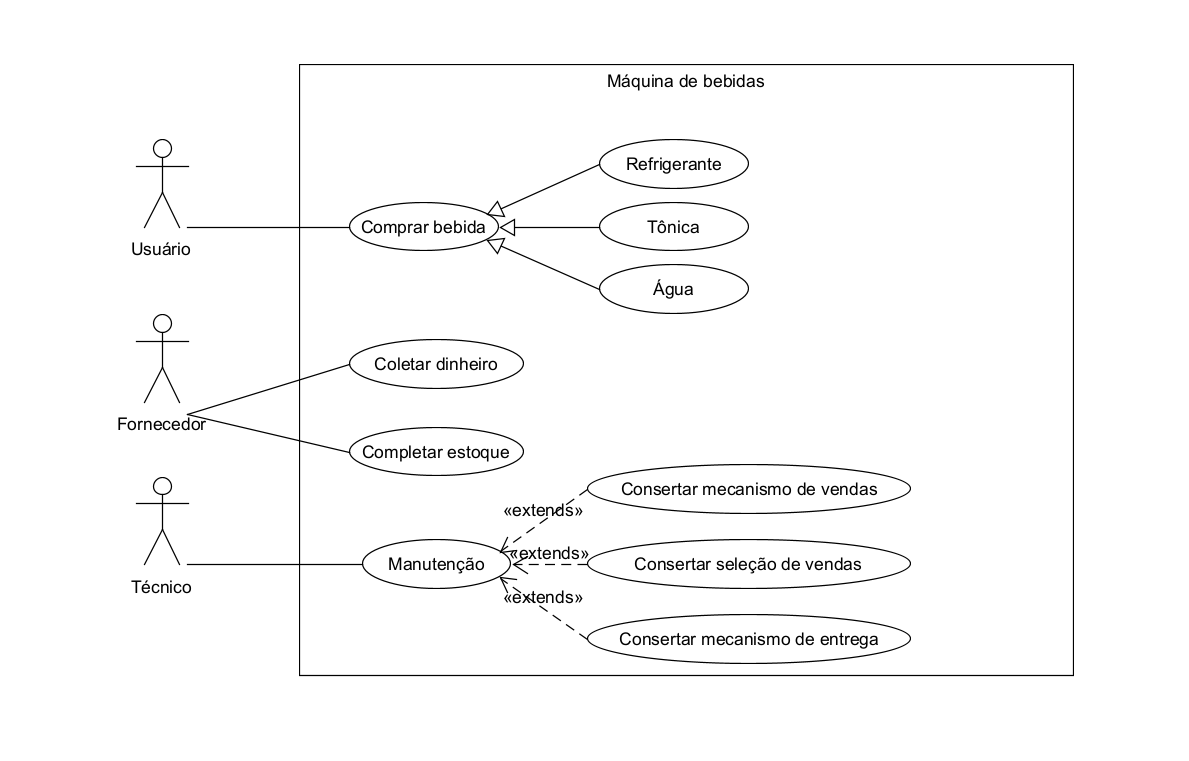 Máquina de bebidas
Refrigerante
Comprar bebida
Tônica
Usuário
Água
Coletar dinheiro
Fornecedor
Completar estoque
Consertar mecanismo de vendas
«extends»
«extends»
Manutenção
Consertar seleção de vendas
Técnico
«extends»
Consertar mecanismo de entrega